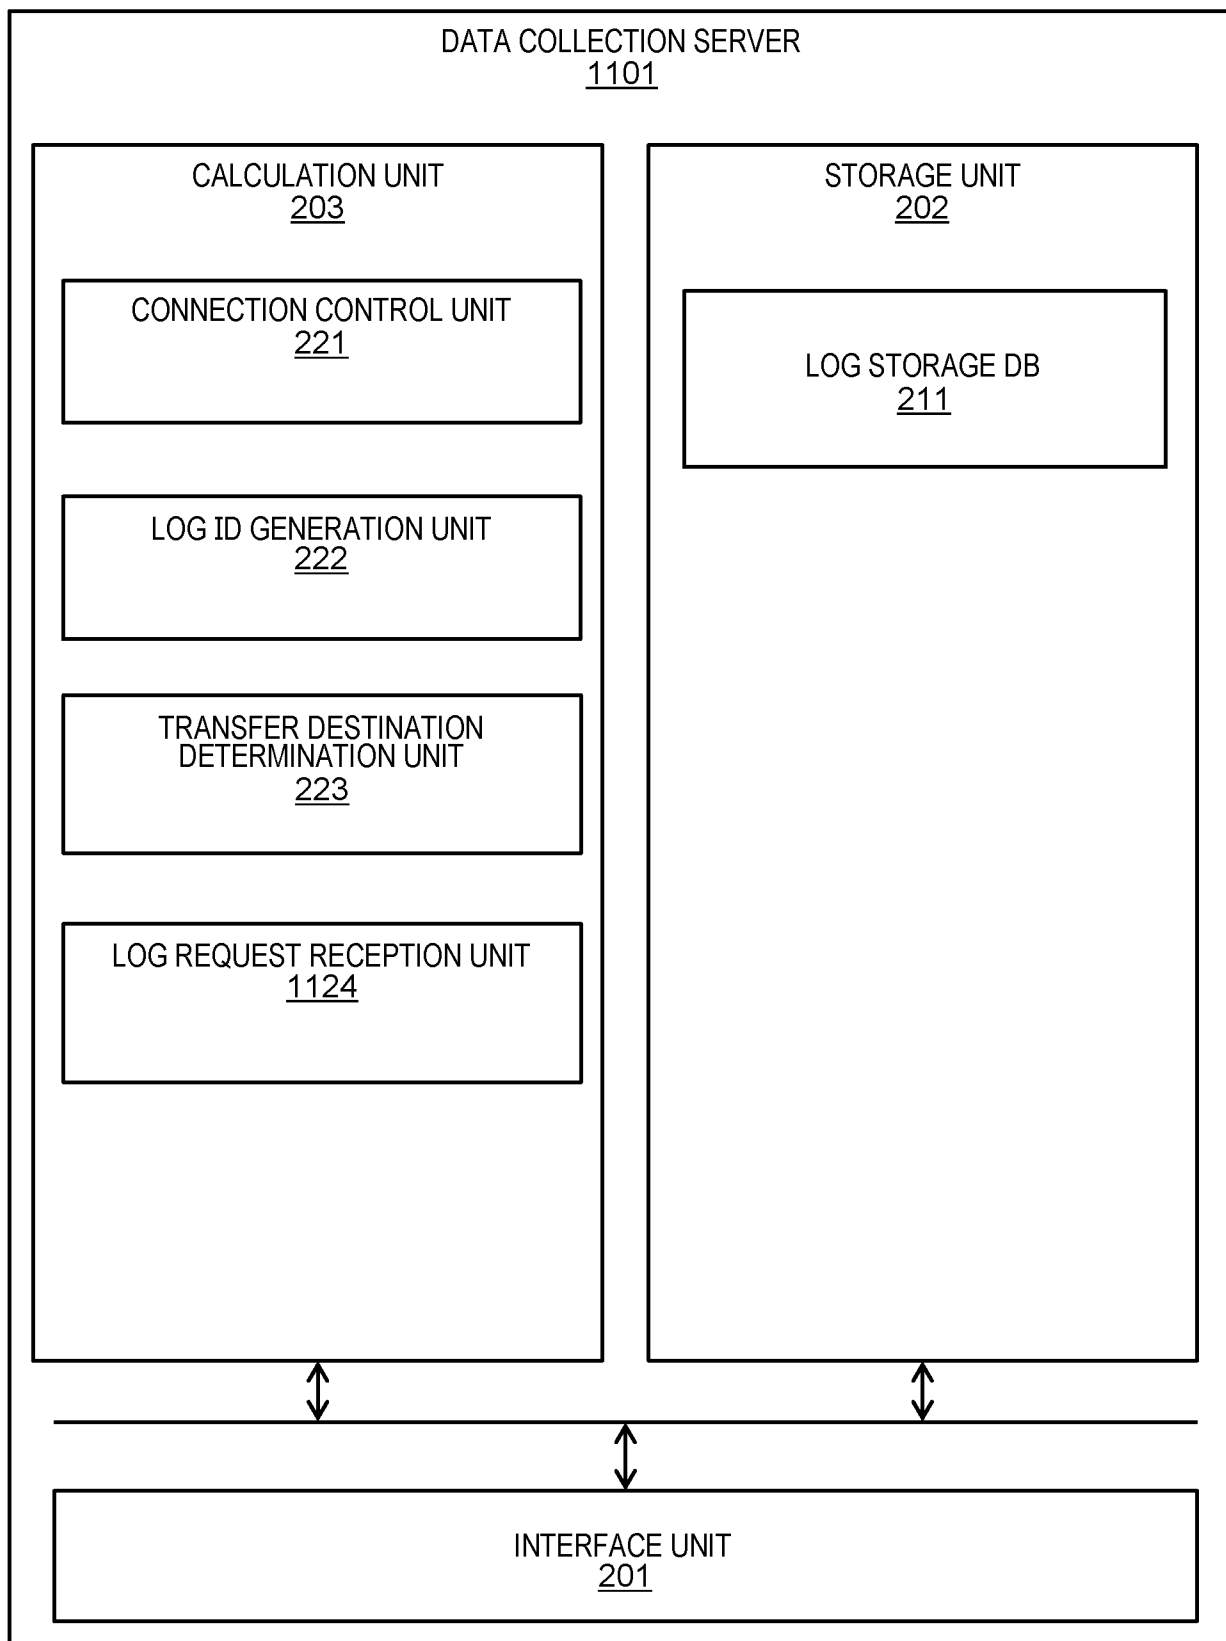 DATA COLLECTION SERVER
1101
CALCULATION UNIT
203
CONNECTION CONTROL UNIT
221
LOG ID GENERATION UNIT
222
TRANSFER DESTINATION
DETERMINATION UNIT
223
LOG REQUEST RECEPTION UNIT
1124
STORAGE UNIT
202
LOG STORAGE DB
211
INTERFACE UNIT
201